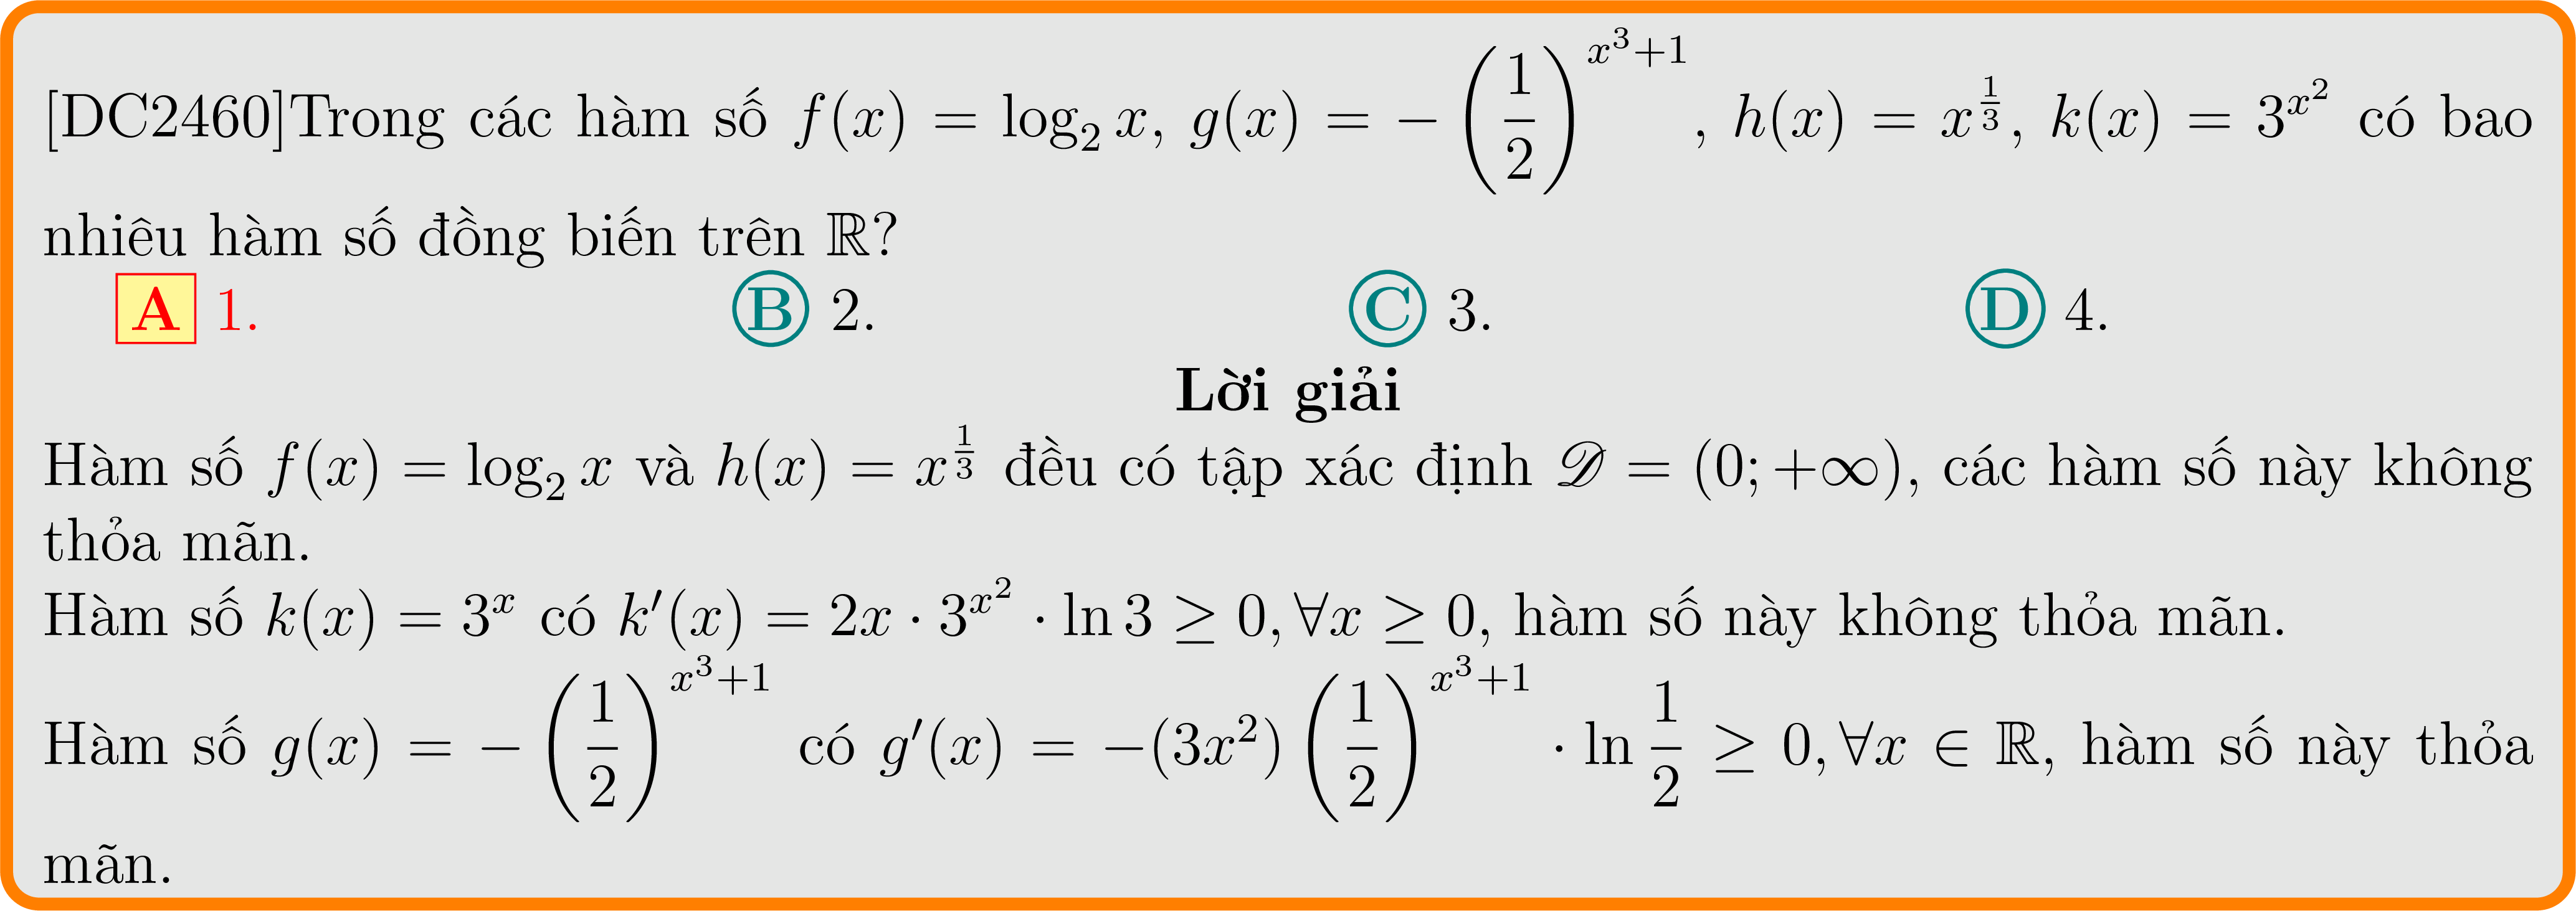 [DC2460]Trong các hàm số $f(x) = \log_2 x$, $g(x) = -\left(\dfrac{1}{2}\right)^{x^3+1}$, $h(x) = x^{\frac{1}{3}}$, $k(x) = 3^{x^2}$ có bao
nhiêu hàm số đồng biến trên $\mathbb{R}$?
A 1. B 2. C 3. D 4.
Lời giải
Hàm số $f(x) = \log_2 x$ và $h(x) = x^{\frac{1}{3}}$ đều có tập xác định $\mathscr{D} = (0; +\infty)$, các hàm số này không
thỏa mãn.
Hàm số $k(x) = 3^x$ có $k'(x) = 2x \cdot 3^{x^2} \cdot \ln 3 \geq 0, \forall x \geq 0$, hàm số này không thỏa mãn.
Hàm số $g(x) = -\left(\dfrac{1}{2}\right)^{x^3+1}$ có $g'(x) = -(3x^2)\left(\dfrac{1}{2}\right)^{x^3+1} \cdot \ln \dfrac{1}{2} \geq 0, \forall x \in \mathbb{R}$, hàm số này thỏa
mãn.